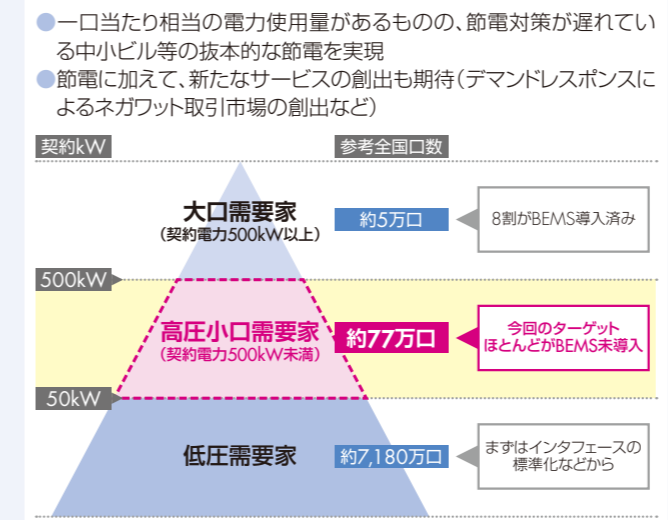 ●一口当たり相当の電力使用量があるものの、節電対策が遅れてい
る中小ビル等の抜本的な節電を実現
●節電に加えて、新たなサービスの創出も期待（デマンドレスポンスに
よるネガワット取引市場の創出など）
契約kW
参考全国口数
大口需要家
（契約電力500kW以上）
約5万口
8割がBEMS導入済み
500kW
高圧小口需要家
（契約電力500kW未満）
約77万口
今回のターゲット
ほとんどがBEMS未導入
50kW
低圧需要家
約7,180万口
まずはインタフェースの
標準化などから